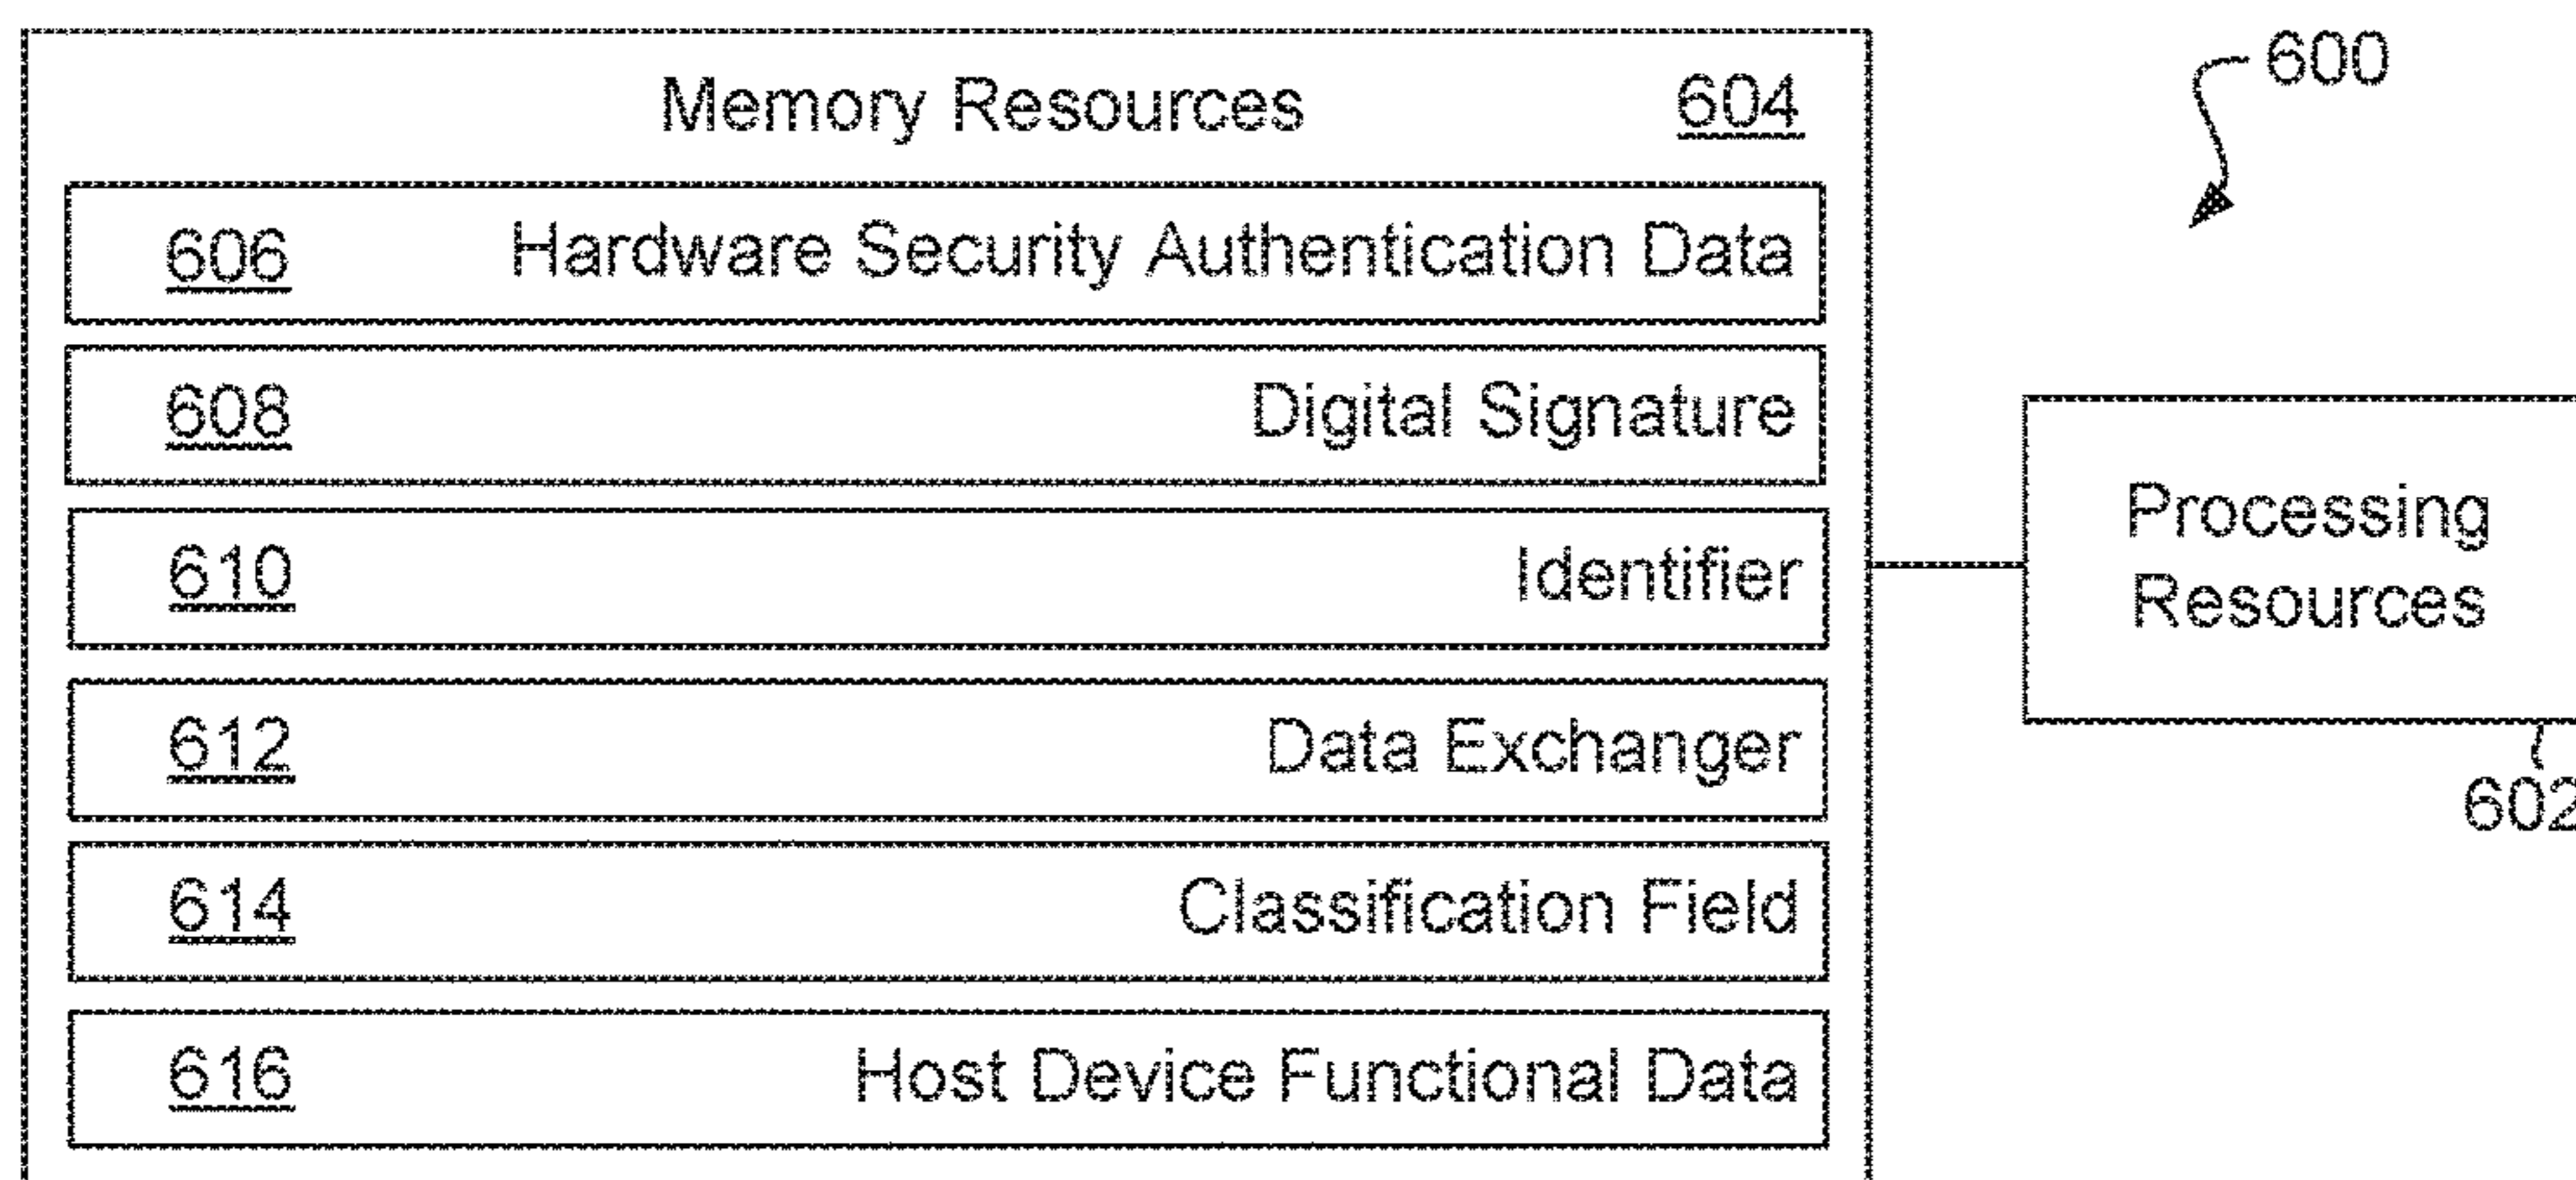 Memory Resources 604
600
606 Hardware Security Authentication Data
608 Digital Signature
610 Identifier
612 Data Exchanger
614 Classification Field
616 Host Device Functional Data
Processing
Resources
602